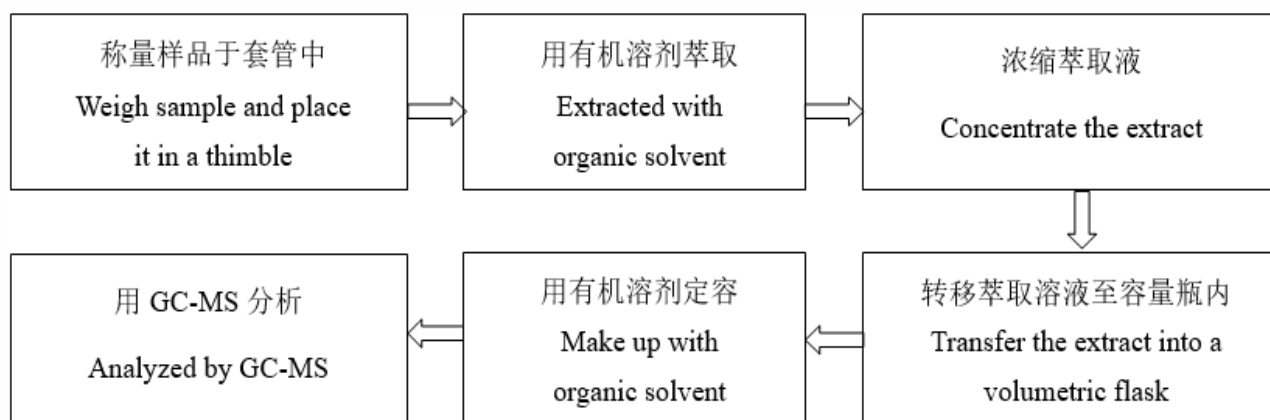 称量样品于套管中
Weigh sample and place
it in a thimble
用有机溶剂萃取
Extracted with
organic solvent
浓缩萃取液
Concentrate the extract
转移萃取溶液至容量瓶内
Transfer the extract into a
volumetric flask
用有机溶剂定容
Make up with
organic solvent
用 GC-MS 分析
Analyzed by GC-MS